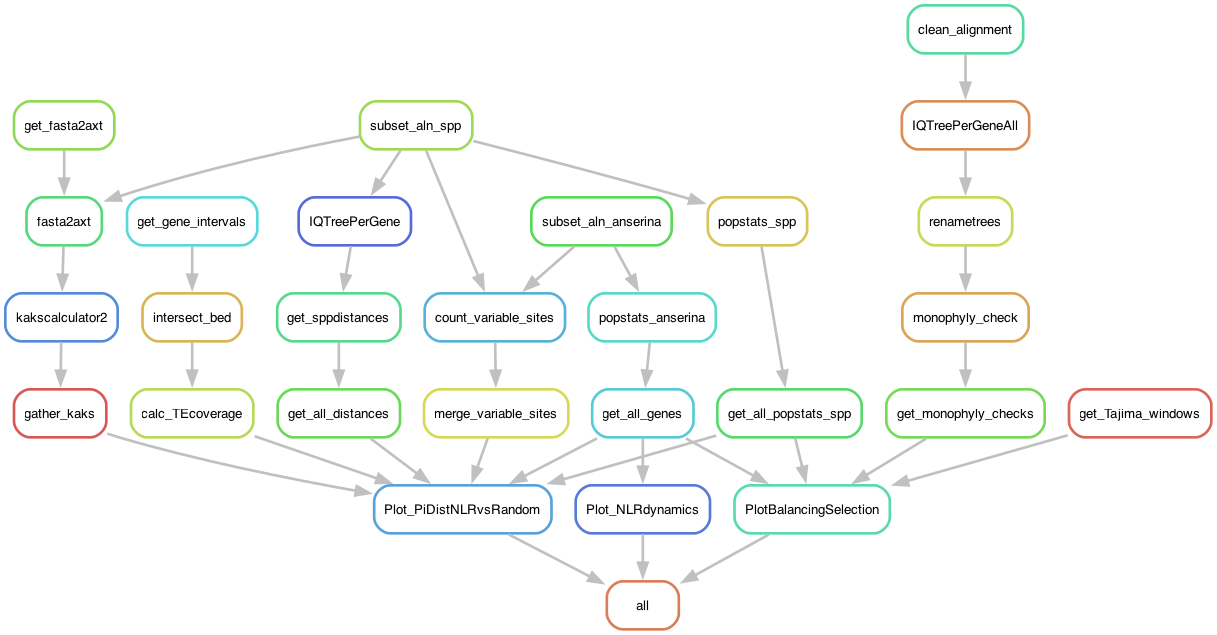 clean_alignment
get_fasta2axt
subset_aln_spp
IQTreePerGeneAll
fasta2axt
get_gene_intervals
IQTreePerGene
subset_aln_anserina
popstats_spp
renametrees
kakscalculator2
intersect_bed
get_sppdistances
count_variable_sites
popstats_anserina
monophyly_check
gather_kaks
calc_TEcoverage
get_all_distances
merge_variable_sites
get_all_genes
get_all_popstats_spp
get_monophyly_checks
get_Tajima_windows
Plot_PiDistNLRvsRandom
Plot_NLRdynamics
PlotBalancingSelection
all